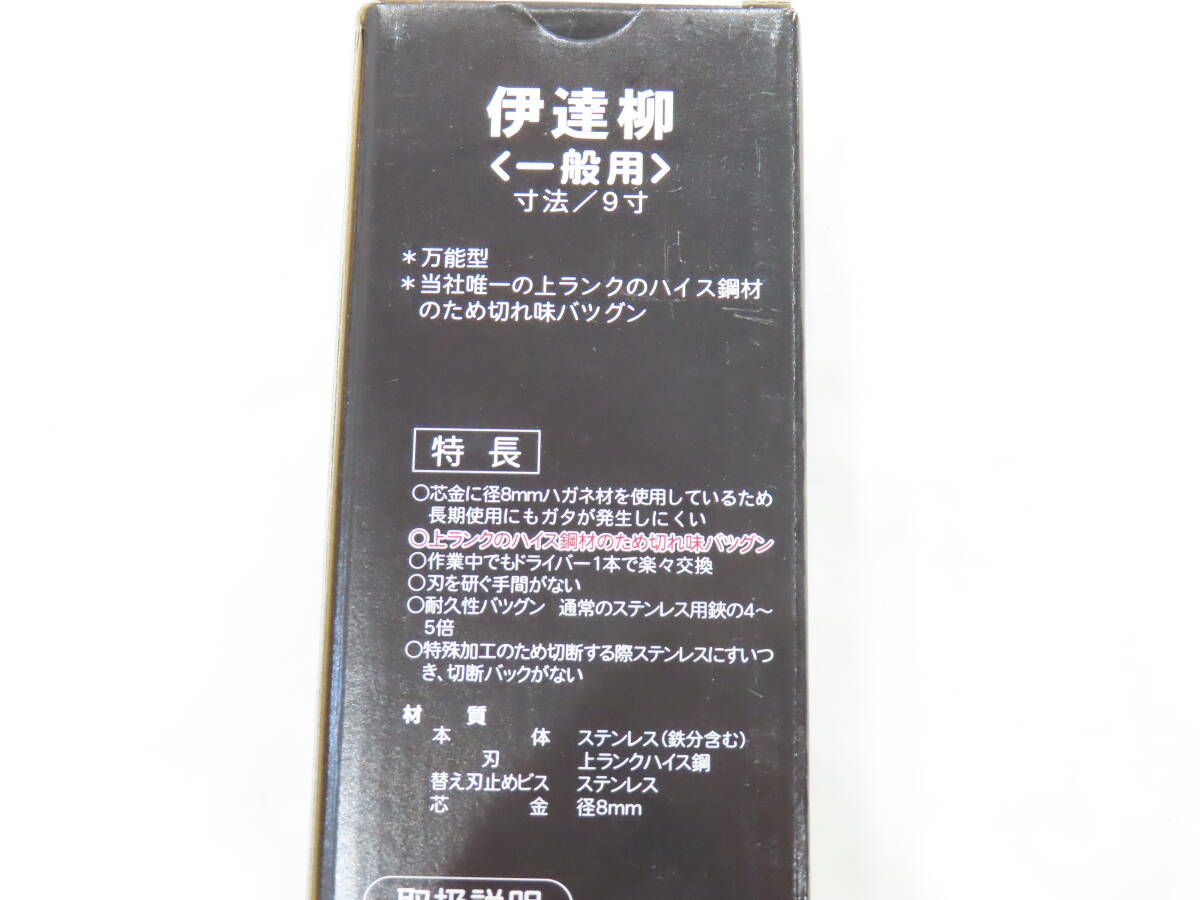 伊達柳
<一般用>
寸法／9寸
＊万能型
＊当社唯一の上ランクのハイス鋼材
のため切れ味バツグン
特長
○芯金に径8mmハガネ材を使用しているため
長期使用にもガタが発生しにくい
○上ランクのハイス鋼材のため切れ味バツグン
○作業中でもドライバー1本で楽々交換
○刃を研ぐ手間がない
○耐久性バツグン 通常のステンレス用鋏の4～
5倍
○特殊加工のため切断する際ステンレスにすいつ
き、切断バックがない
材 質
本 体 ステンレス(鉄分含む)
刃 上ランクハイス鋼
替え刃止めビス ステンレス
芯 金 径8mm
取扱説明